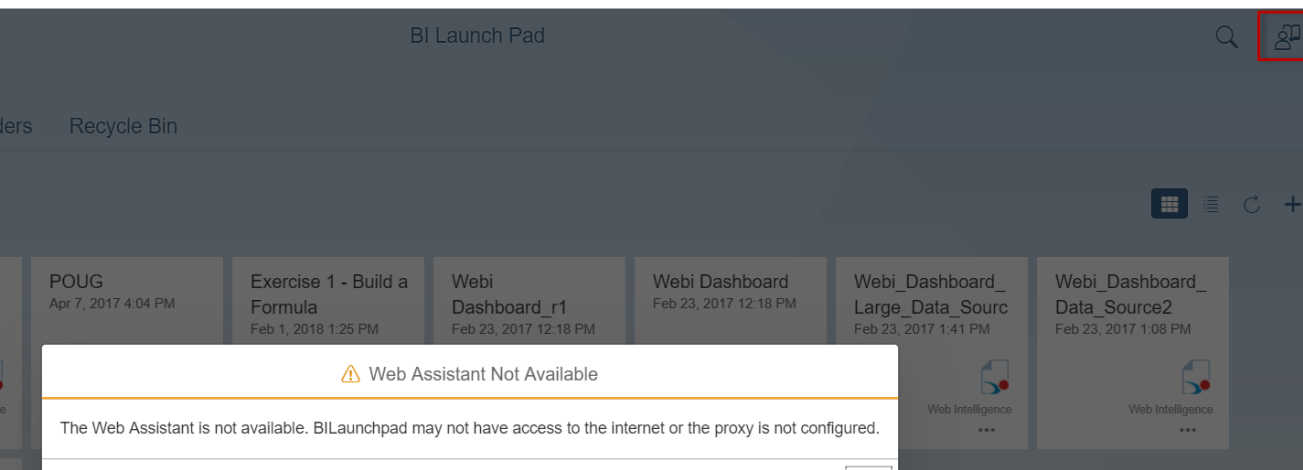 BI Launch Pad
ders
Recycle Bin
POUG
Apr 7, 2017 4:04 PM
Exercise 1 - Build a
Formula
Feb 1, 2018 1:25 PM
Webi
Dashboard_r1
Feb 23, 2017 12:18 PM
Webi Dashboard
Feb 23, 2017 12:18 PM
Webi_Dashboard_
Large_Data_Sourc
Feb 23, 2017 1:41 PM
Webi_Dashboard_
Data_Source2
Feb 23, 2017 1:08 PM
Web Assistant Not Available
The Web Assistant is not available. BILaunchpad may not have access to the internet or the proxy is not configured.
e
Web Intelligence
Web Intelligence